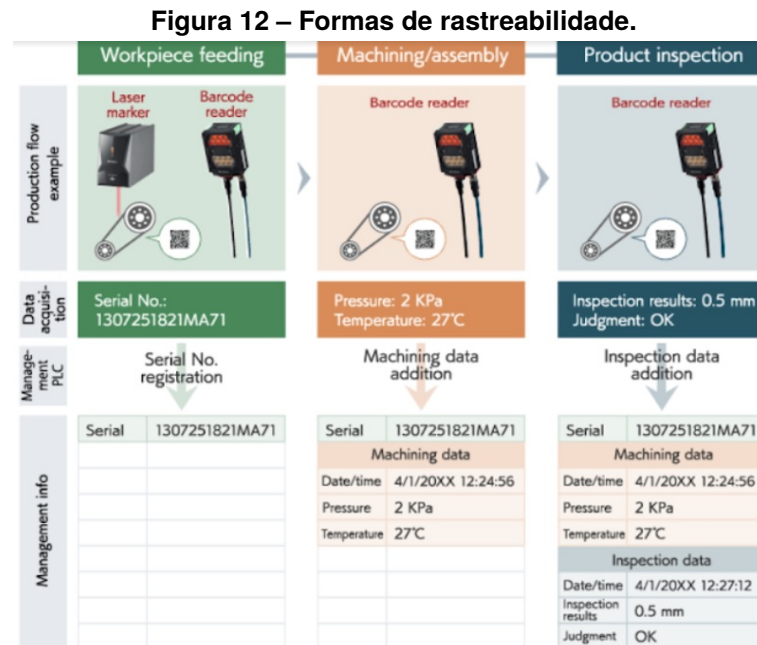 Figura 12 – Formas de rastreabilidade.
Workpiece feeding
Machining/assembly
Product inspection
Production flow
example
Laser
marker
Barcode
reader
Barcode reader
Barcode reader
Data
acquisi-
tion
Serial No.:
1307251821MA71
Pressure: 2 KPa
Temperature: 27℃
Inspection results: 0.5 mm
Judgment: OK
Manage-
ment
PLC
Serial No.
registration
Machining data
addition
Inspection data
addition
Management info
Serial 1307251821MA71
Serial 1307251821MA71
Machining data
Date/time 4/1/20XX 12:24:56
Pressure 2 KPa
Temperature 27℃
Serial 1307251821MA71
Machining data
Date/time 4/1/20XX 12:24:56
Pressure 2 KPa
Temperature 27℃
Inspection data
Date/time 4/1/20XX 12:27:12
Inspection
results 0.5 mm
Judgment OK